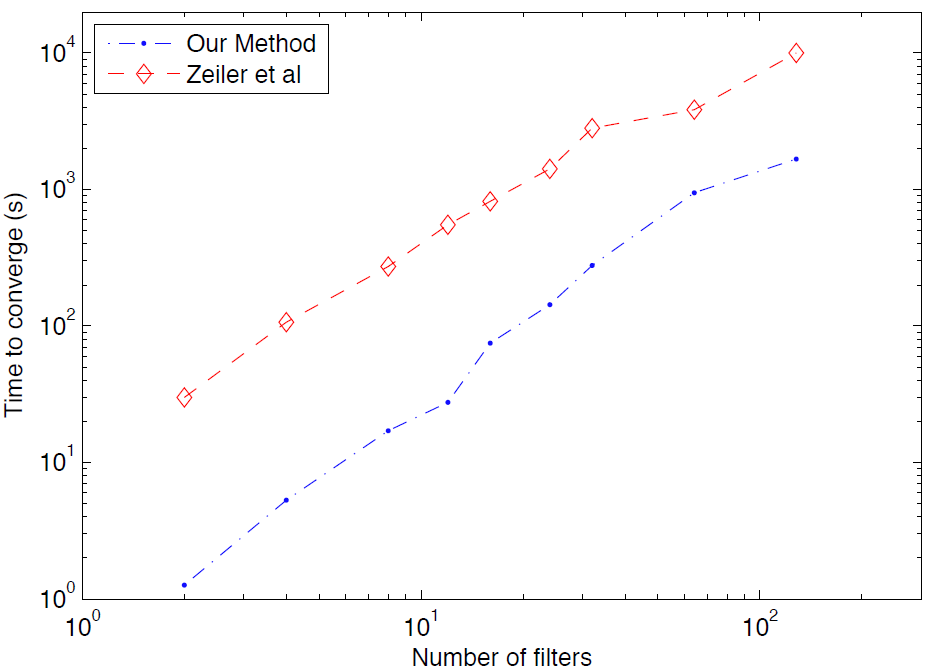 Our Method
Zeiler et al
10^4
10^3
10^2
10^1
10^0
Time to converge (s)
10^0
10^1
10^2
Number of filters